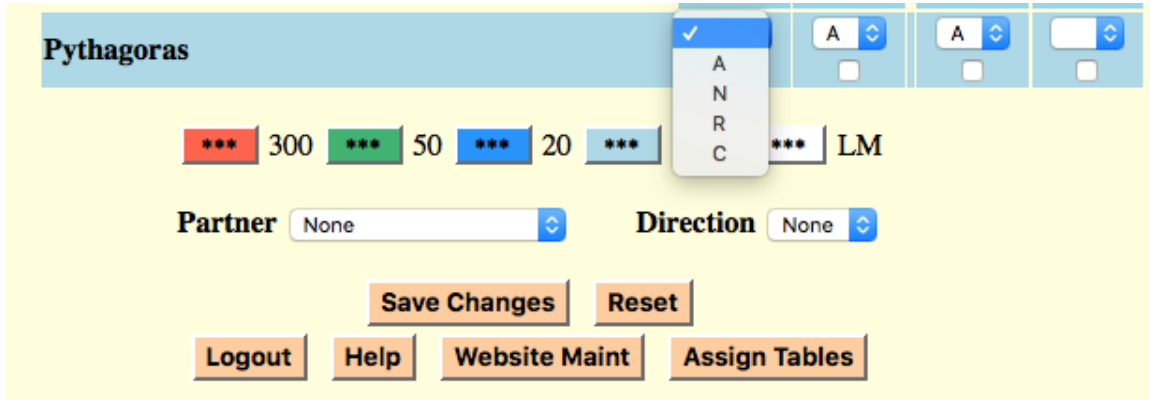 Pythagoras A A
A
N
R
C
*** 300 *** 50 *** 20 *** *** LM
Partner None Direction None
Save Changes Reset
Logout Help Website Maint Assign Tables